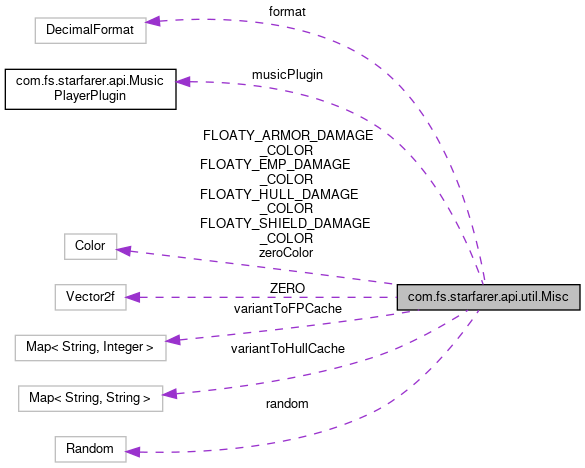 format
DecimalFormat
musicPlugin
com.fs.starfarer.api.Music
PlayerPlugin
FLOATY_ARMOR_DAMAGE
_COLOR
FLOATY_EMP_DAMAGE
_COLOR
FLOATY_HULL_DAMAGE
_COLOR
FLOATY_SHIELD_DAMAGE
_COLOR
zeroColor
Color
ZERO
Vector2f
com.fs.starfarer.api.util.Misc
variantToFPCache
Map< String, Integer >
variantToHullCache
Map< String, String >
random
Random